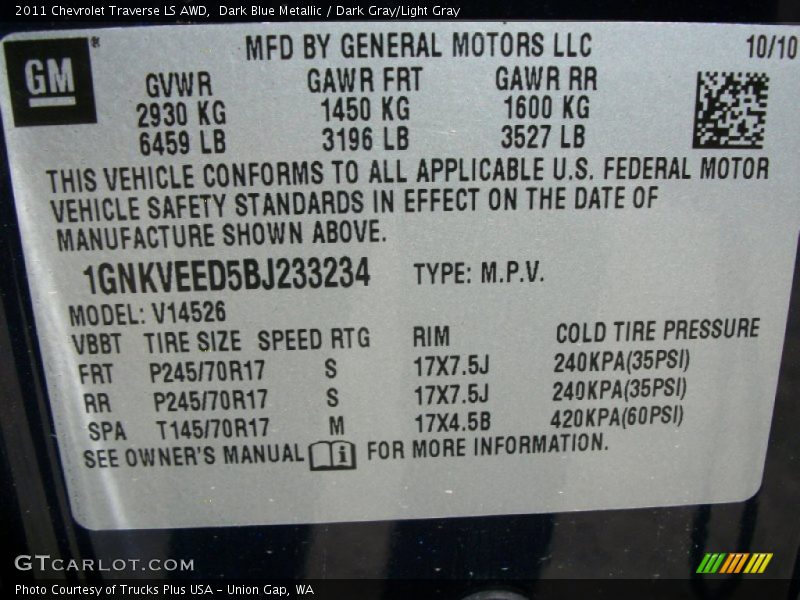 2011 Chevrolet Traverse LS AWD,  Dark Blue Metallic / Dark Gray/Light Gray
GM®
MFD BY GENERAL MOTORS LLC 10/10
GVWR GAWR FRT GAWR RR
2930 KG 1450 KG 1600 KG
6459 LB 3196 LB 3527 LB
THIS VEHICLE CONFORMS TO ALL APPLICABLE U.S. FEDERAL MOTOR
VEHICLE SAFETY STANDARDS IN EFFECT ON THE DATE OF
MANUFACTURE SHOWN ABOVE.
1GNKVEED5BJ233234 TYPE: M.P.V.
MODEL: V14526
VBBT TIRE SIZE SPEED RTG RIM COLD TIRE PRESSURE
FRT P245/70R17 S 17X7.5J 240KPA(35PSI)
RR P245/70R17 S 17X7.5J 240KPA(35PSI)
SPA T145/70R17 M 17X4.5B 420KPA(60PSI)
SEE OWNER'S MANUAL i FOR MORE INFORMATION.
GTCARLOT.COM
Photo Courtesy of Trucks Plus USA – Union Gap, WA